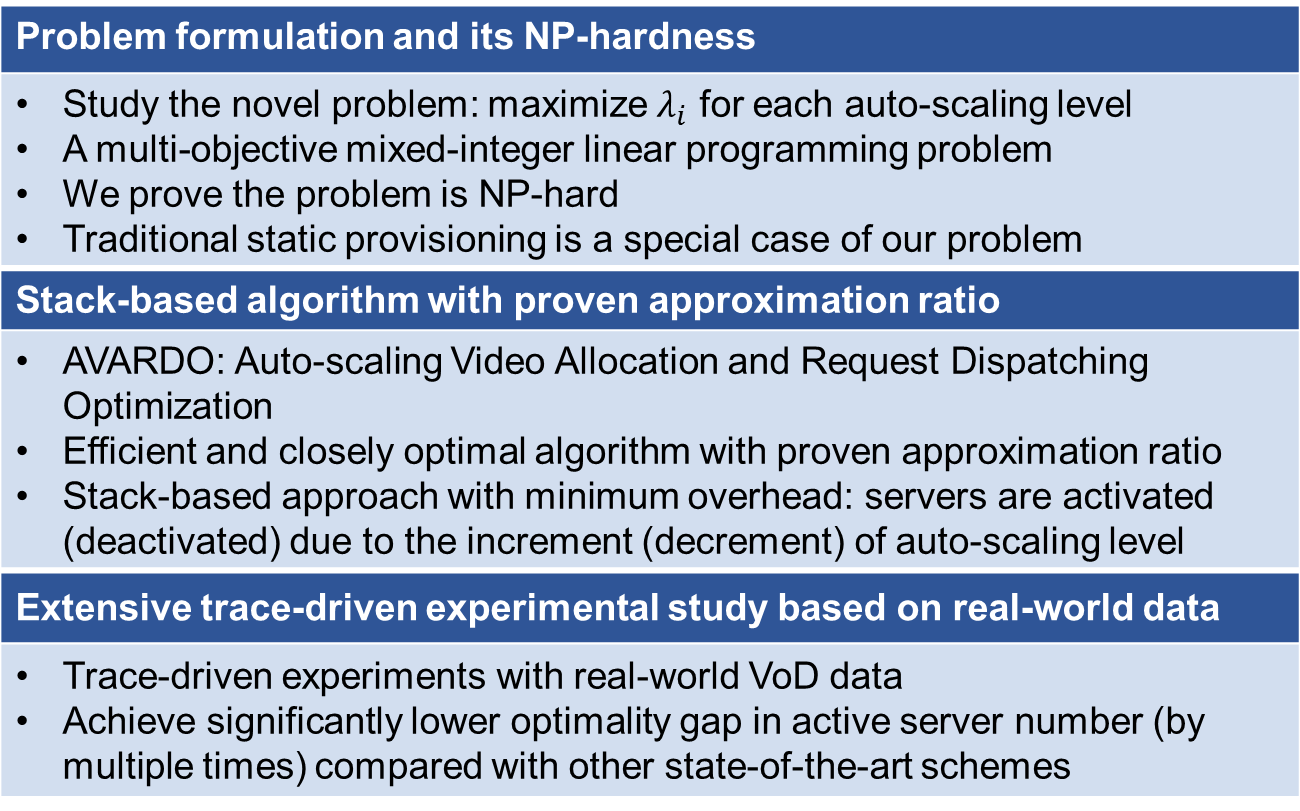 Problem formulation and its NP-hardness
• Study the novel problem: maximize λᵢ for each auto-scaling level
• A multi-objective mixed-integer linear programming problem
• We prove the problem is NP-hard
• Traditional static provisioning is a special case of our problem
Stack-based algorithm with proven approximation ratio
• AVARDO: Auto-scaling Video Allocation and Request Dispatching
Optimization
• Efficient and closely optimal algorithm with proven approximation ratio
• Stack-based approach with minimum overhead: servers are activated
(deactivated) due to the increment (decrement) of auto-scaling level
Extensive trace-driven experimental study based on real-world data
• Trace-driven experiments with real-world VoD data
• Achieve significantly lower optimality gap in active server number (by
multiple times) compared with other state-of-the-art schemes